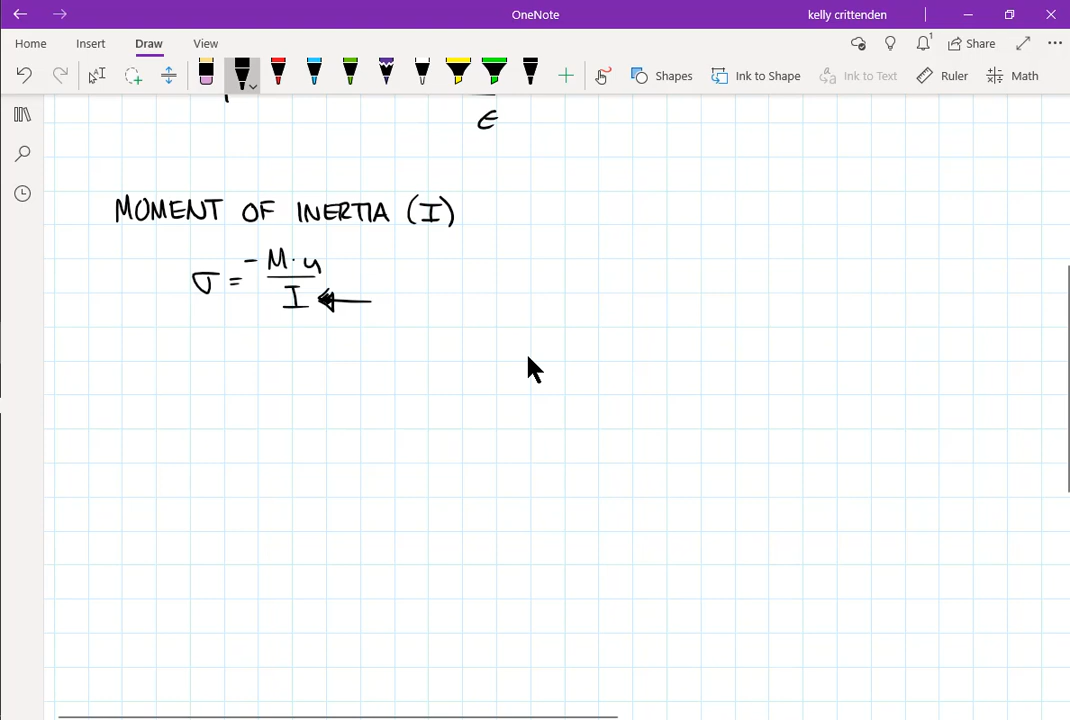 OneNote
kelly crittenden
Home Insert Draw View
1
Share
Shapes Ink to Shape Ink to Text Ruler Math
ϵ
MOMENT OF INERTIA (I)
σ = -M·y / I